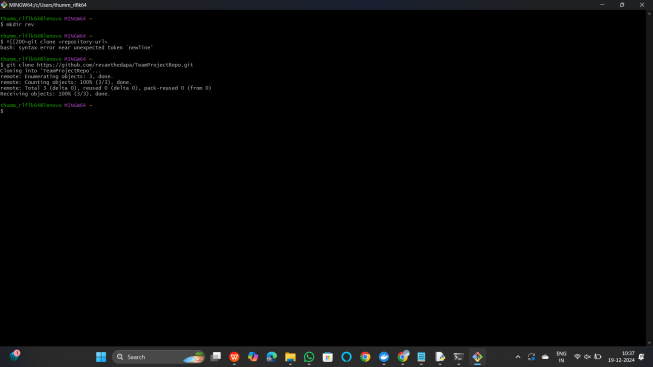 MINGW64:/c/Users/thumm_rlflk64
thumm_rlflk64@lenovo MINGW64 ~
$ mkdir rev
thumm_rlflk64@lenovo MINGW64 ~
$ ^[[200~git clone <repository-url>
bash: syntax error near unexpected token `newline'
thumm_rlflk64@lenovo MINGW64 ~
$ git clone https://github.com/revanthedapa/TeamProjectRepo.git
Cloning into 'TeamProjectRepo'...
remote: Enumerating objects: 3, done.
remote: Counting objects: 100% (3/3), done.
remote: Total 3 (delta 0), reused 0 (delta 0), pack-reused 0 (from 0)
Receiving objects: 100% (3/3), done.
thumm_rlflk64@lenovo MINGW64 ~
$
1
Search
ENG
IN
10:37
19-12-2024